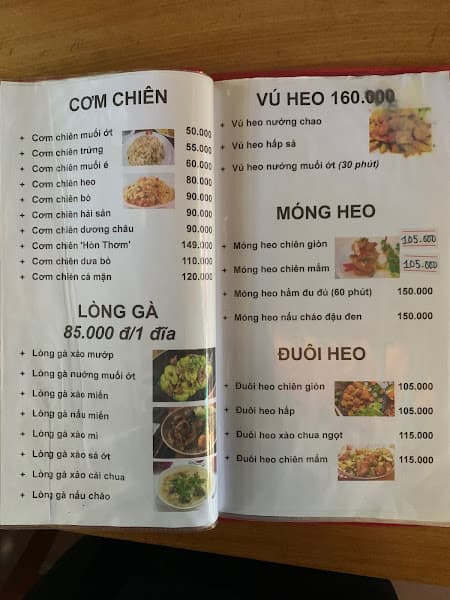 CƠM CHIÊN
+ Cơm chiên muối ớt 50.000
+ Cơm chiên trứng 55.000
+ Cơm chiên muối é 60.000
+ Cơm chiên heo 80.000
+ Cơm chiên bò 90.000
+ Cơm chiên hải sản 90.000
+ Cơm chiên dương châu 90.000
+ Cơm chiên 'Hòn Thơm' 149.000
+ Cơm chiên dưa bò 110.000
+ Cơm chiên cá mặn 120.000
LÒNG GÀ
85.000 đ/1 đĩa
+ Lòng gà xào mướp
+ Lòng gà nướng muối ớt
+ Lòng gà xào miến
+ Lòng gà nấu miến
+ Lòng gà xào mì
+ Lòng gà xào sả ớt
+ Lòng gà xào cải chua
+ Lòng gà nấu cháo
VÚ HEO 160.000
+ Vú heo nướng chao
+ Vú heo hấp sả
+ Vú heo nướng muối ớt (30 phút)
MÓNG HEO
+ Móng heo chiên giòn 105.000
+ Móng heo chiên mắm 105.000
+ Móng heo hầm đu đủ (60 phút) 150.000
+ Móng heo nấu cháo đậu đen 150.000
ĐUÔI HEO
+ Đuôi heo chiên giòn 105.000
+ Đuôi heo hấp 105.000
+ Đuôi heo xào chua ngọt 115.000
+ Đuôi heo chiên mắm 115.000